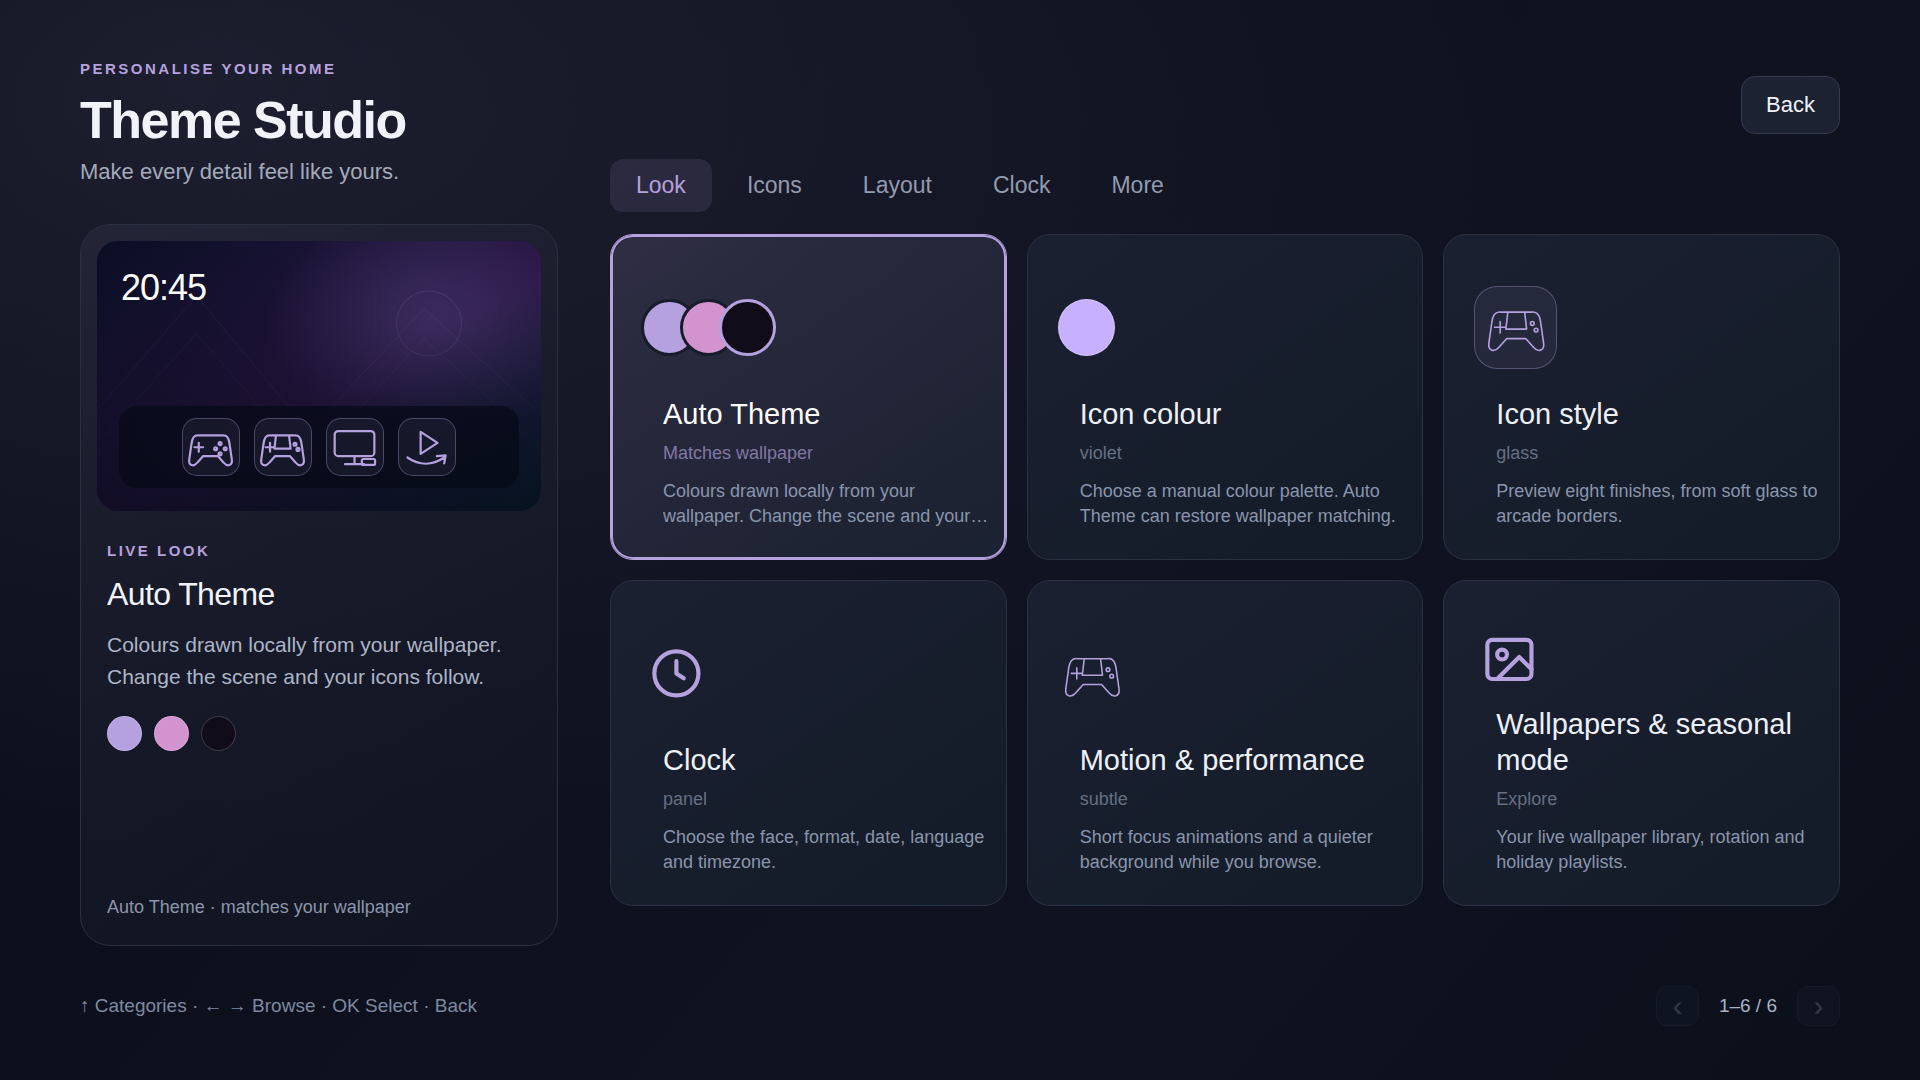 PERSONALISE YOUR HOME
Theme Studio
Make every detail feel like yours.
Back
Look
Icons
Layout
Clock
More
20:45
LIVE LOOK
Auto Theme
Colours drawn locally from your wallpaper.
Change the scene and your icons follow.
Auto Theme · matches your wallpaper
Auto Theme
Matches wallpaper
Colours drawn locally from your
wallpaper. Change the scene and your…
Icon colour
violet
Choose a manual colour palette. Auto
Theme can restore wallpaper matching.
Icon style
glass
Preview eight finishes, from soft glass to
arcade borders.
Clock
panel
Choose the face, format, date, language
and timezone.
Motion & performance
subtle
Short focus animations and a quieter
background while you browse.
Wallpapers & seasonal
mode
Explore
Your live wallpaper library, rotation and
holiday playlists.
↑ Categories · ← → Browse · OK Select · Back
‹ 1–6 / 6 ›